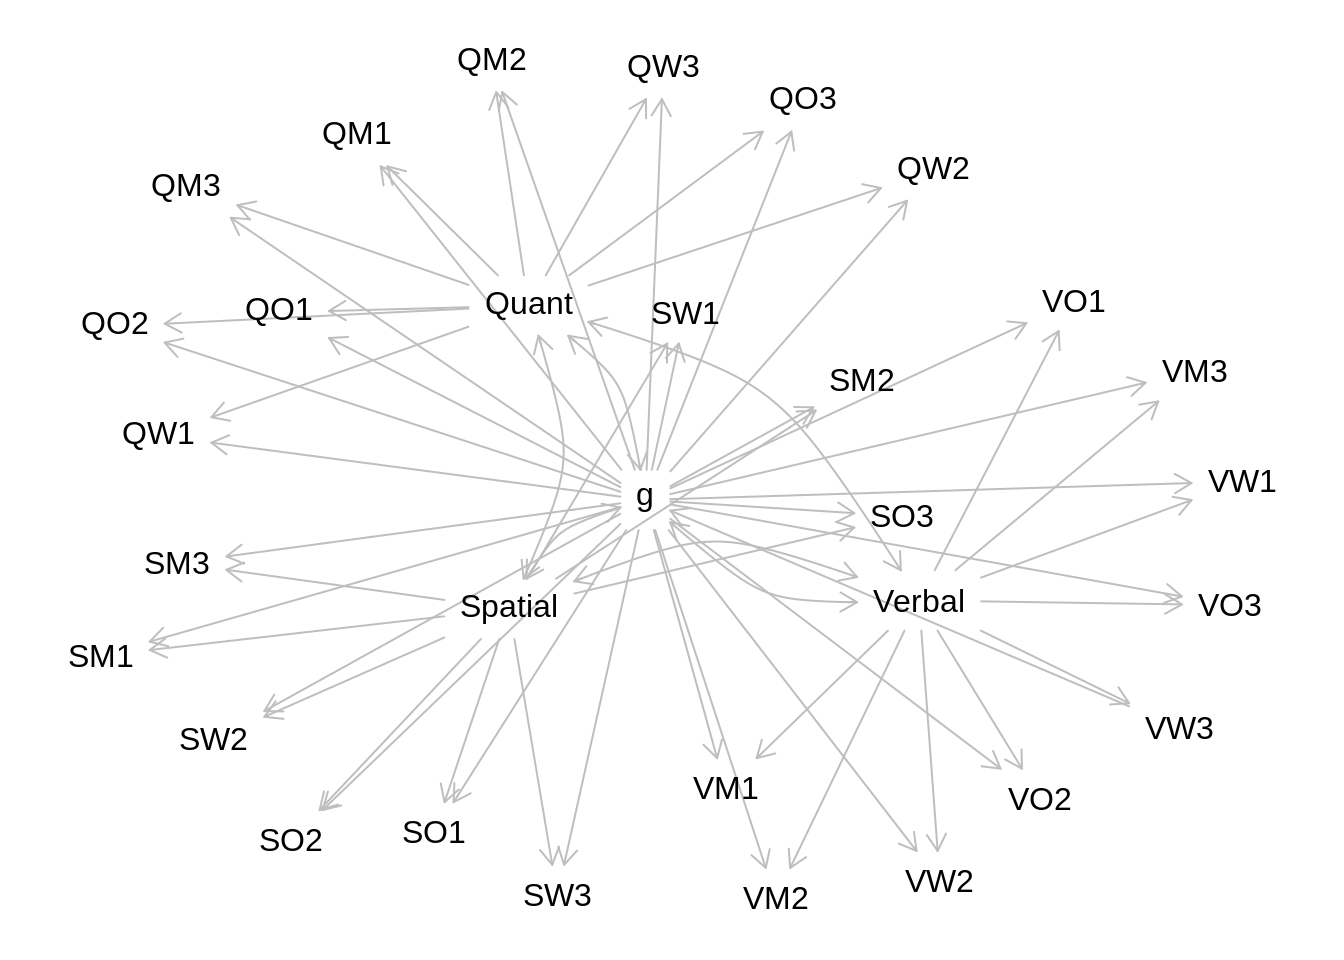 QM2
QW3
QO3
QM1
QW2
QM3
VO1
Quant
QO1
SW1
QO2
VM3
SM2
QW1
VW1
g
SO3
SM3
Verbal
VO3
Spatial
SM1
VW3
SW2
VM1
VO2
SO1
SO2
VW2
SW3
VM2